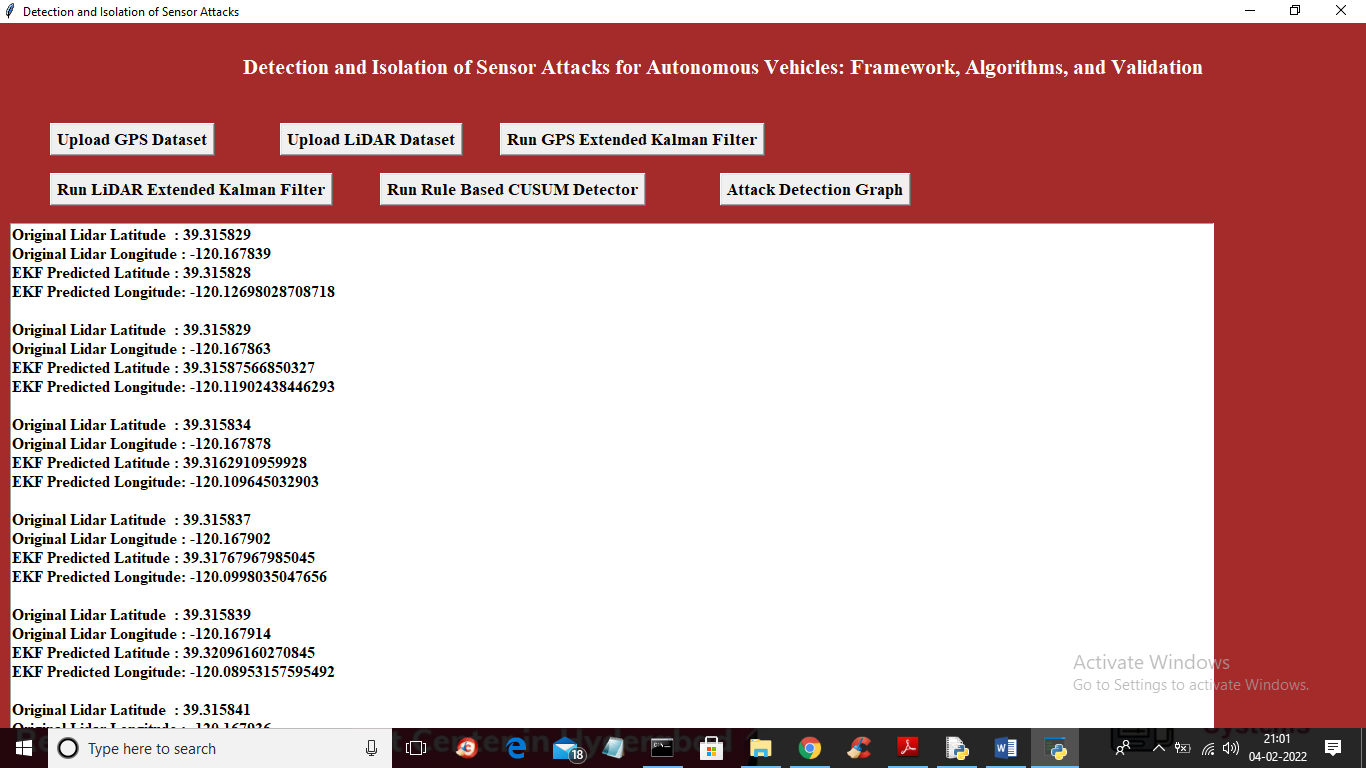 Detection and Isolation of Sensor Attacks
Detection and Isolation of Sensor Attacks for Autonomous Vehicles: Framework, Algorithms, and Validation
Upload GPS Dataset
Upload LiDAR Dataset
Run GPS Extended Kalman Filter
Run LiDAR Extended Kalman Filter
Run Rule Based CUSUM Detector
Attack Detection Graph
Original Lidar Latitude : 39.315829
Original Lidar Longitude : -120.167839
EKF Predicted Latitude : 39.315828
EKF Predicted Longitude: -120.12698028708718
Original Lidar Latitude : 39.315829
Original Lidar Longitude : -120.167863
EKF Predicted Latitude : 39.31587566850327
EKF Predicted Longitude: -120.11902438446293
Original Lidar Latitude : 39.315834
Original Lidar Longitude : -120.167878
EKF Predicted Latitude : 39.3162910959928
EKF Predicted Longitude: -120.109645032903
Original Lidar Latitude : 39.315837
Original Lidar Longitude : -120.167902
EKF Predicted Latitude : 39.31767967985045
EKF Predicted Longitude: -120.0998035047656
Original Lidar Latitude : 39.315839
Original Lidar Longitude : -120.167914
EKF Predicted Latitude : 39.32096160270845
EKF Predicted Longitude: -120.08953157595492
Original Lidar Latitude : 39.315841
Original Lidar Longitude : -120.167936
Activate Windows
Go to Settings to activate Windows.
Type here to search
18
21:01
04-02-2022